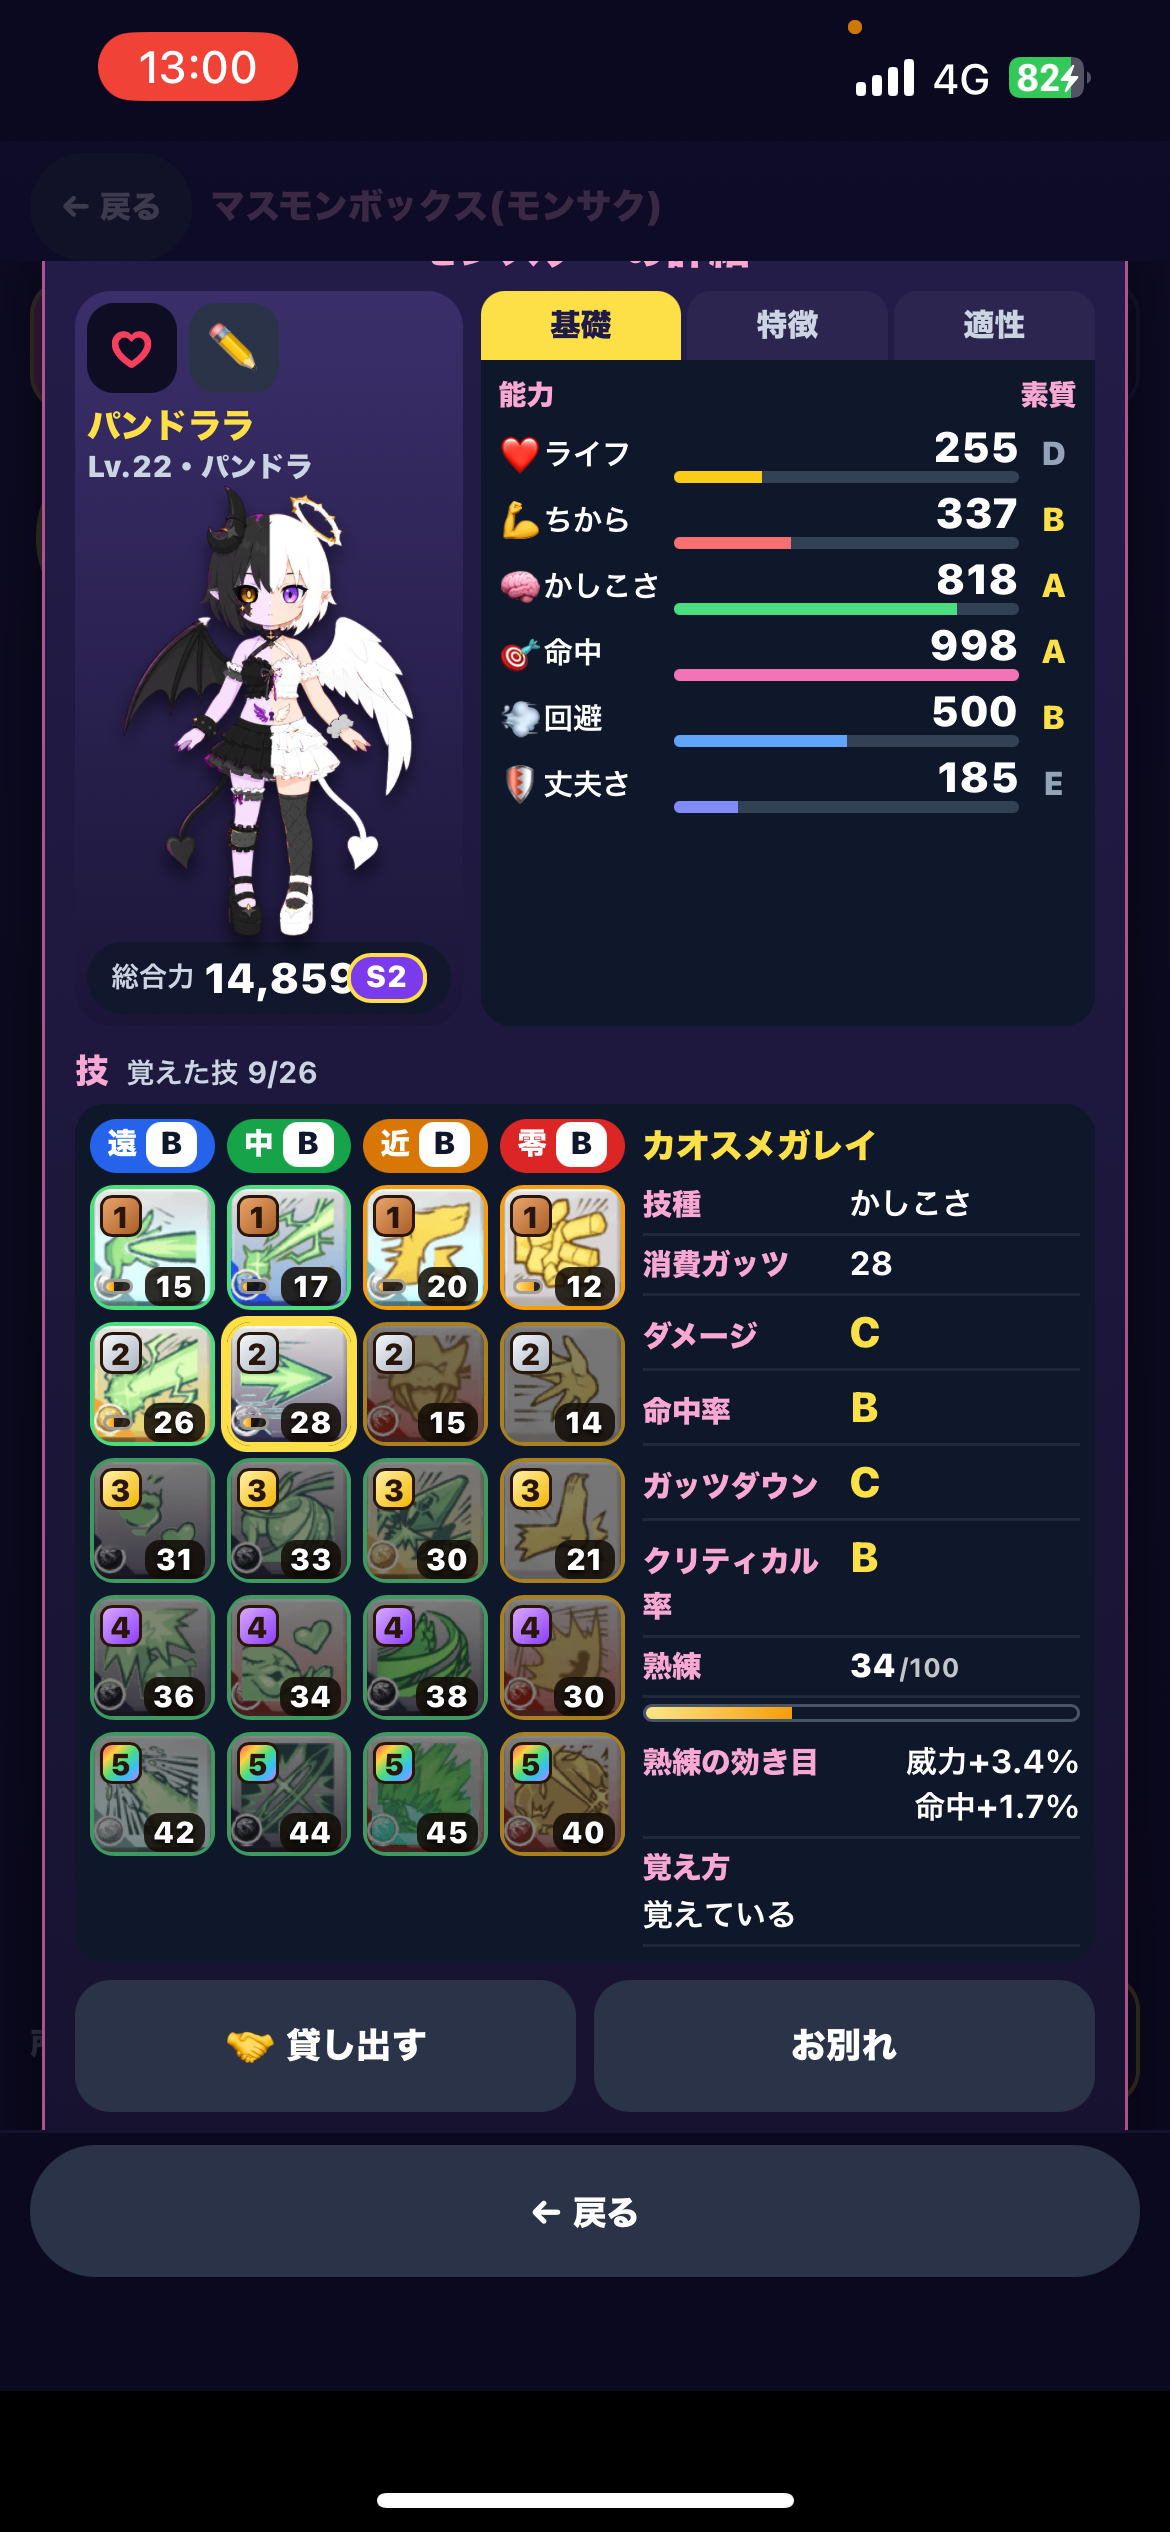 13:00
4G 82
← 戻る マスモンボックス(モンサク)
基礎 特徴 適性
能力 素質
パンドララ
Lv.22・パンドラ
ライフ 255 D
ちから 337 B
かしこさ 818 A
命中 998 A
回避 500 B
丈夫さ 185 E
総合力 14,859 S2
技 覚えた技 9/26
遠 B 中 B 近 B 零 B
1 15 1 17 1 20 1 12
2 26 2 28 2 15 2 14
3 31 3 33 3 30 3 21
4 36 4 34 4 38 4 30
5 42 5 44 5 45 5 40
カオスメガレイ
技種 かしこさ
消費ガッツ 28
ダメージ C
命中率 B
ガッツダウン C
クリティカル B
率
熟練 34/100
熟練の効き目 威力+3.4%
命中+1.7%
覚え方
覚えている
貸し出す お別れ
← 戻る